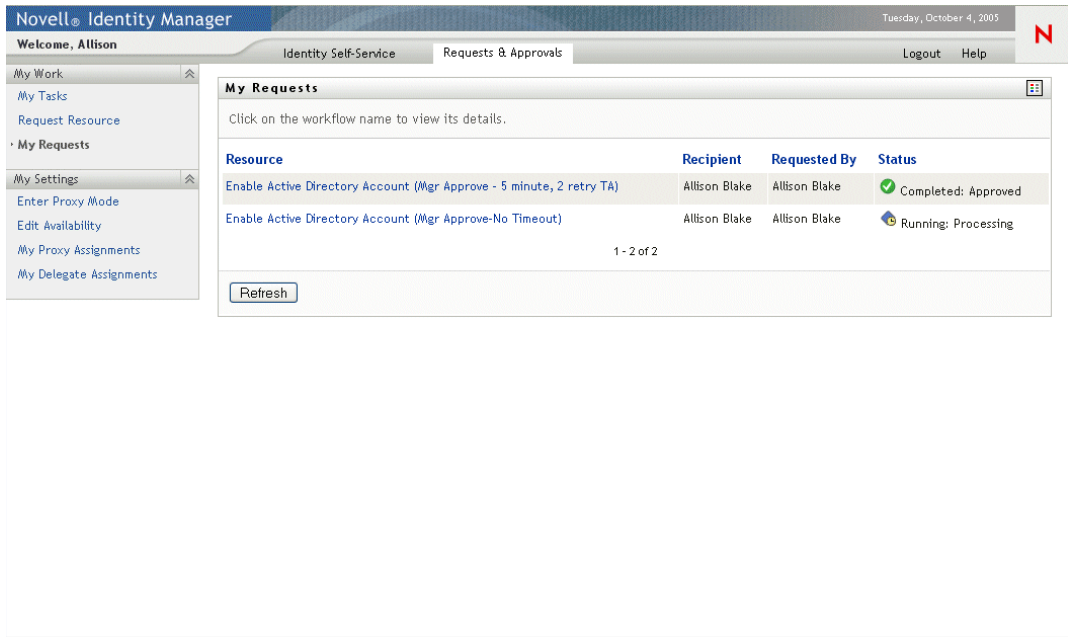 Novell® Identity Manager
Tuesday, October 4, 2005
N
Welcome, Allison
Identity Self-Service
Requests & Approvals
Logout
Help
My Work
My Tasks
Request Resource
My Requests
My Settings
Enter Proxy Mode
Edit Availability
My Proxy Assignments
My Delegate Assignments
My Requests
Click on the workflow name to view its details.
Resource Recipient Requested By Status
Enable Active Directory Account (Mgr Approve - 5 minute, 2 retry TA) Allison Blake Allison Blake Completed: Approved
Enable Active Directory Account (Mgr Approve-No Timeout) Allison Blake Allison Blake Running: Processing
1 - 2 of 2
Refresh